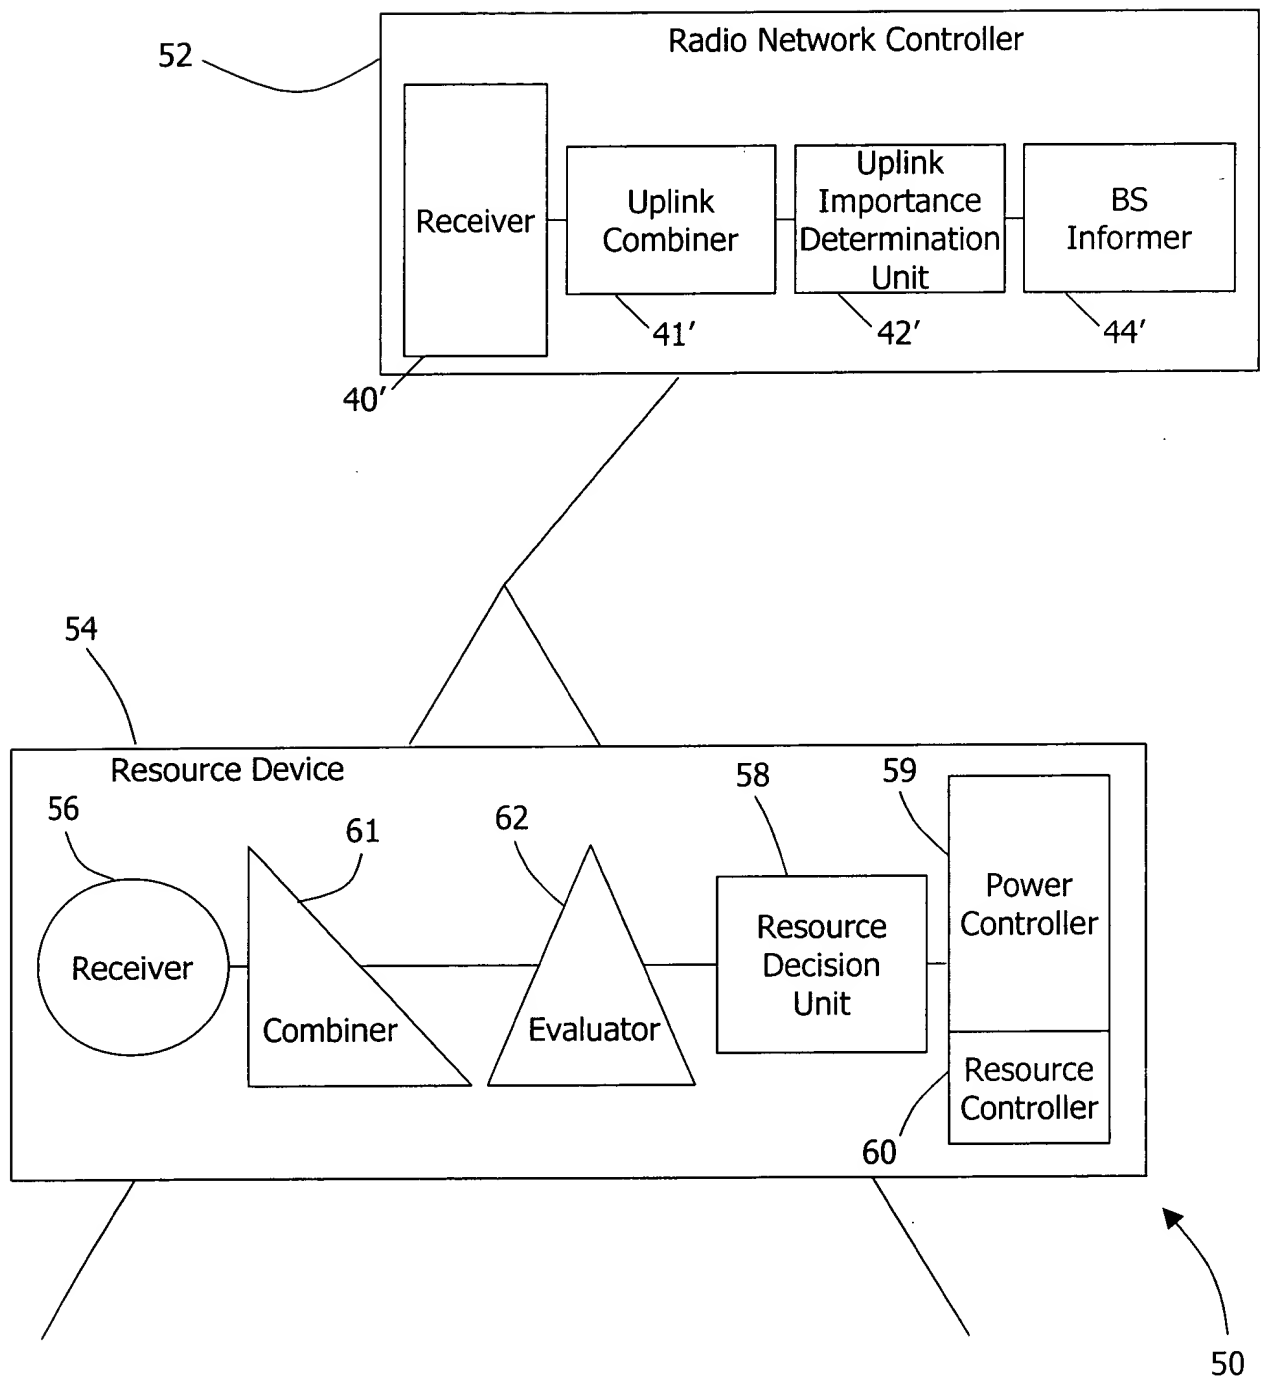 Radio Network Controller
52
Receiver
Uplink
Combiner
Uplink
Importance
Determination
Unit
BS
Informer
41'
42'
44'
40'
54
Resource Device
56
61
62
58
59
Receiver
Combiner
Evaluator
Resource
Decision
Unit
Power
Controller
Resource
Controller
60
50